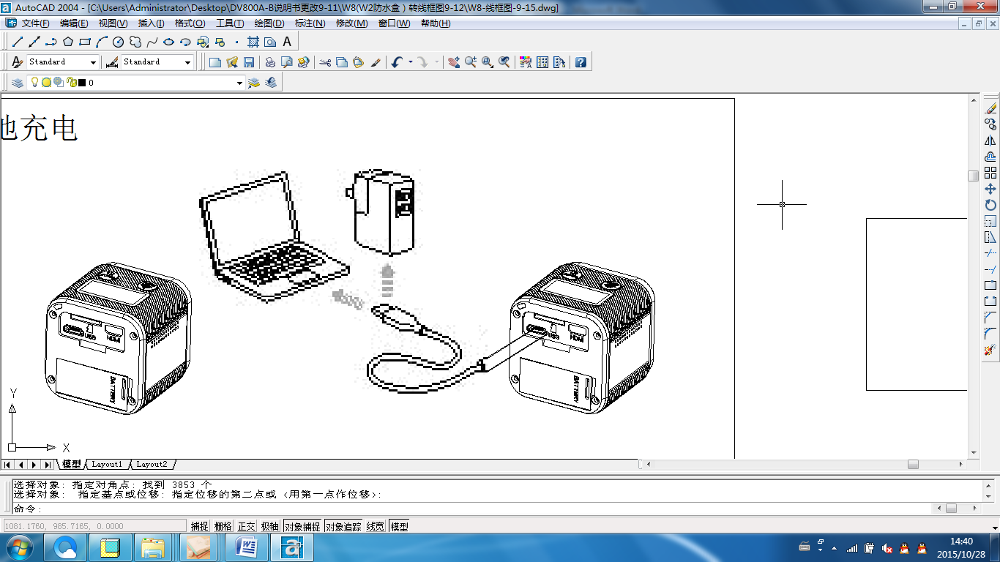 AutoCAD 2004 - [C:\Users\Administrator\Desktop\DV800A-B说明书更改9-11\W8(W2防水盒）转线框图9-12\W8-线框图-9-15.dwg]
文件(F) 编辑(E) 视图(V) 插入(I) 格式(O) 工具(T) 绘图(D) 标注(N) 修改(M) 窗口(W) 帮助(H)
A
Standard Standard
0
池充电
USB HDMI
BATTERY
USB HDMI
BATTERY
Y
X
模型 Layout1 Layout2
选择对象: 指定对角点: 找到 3853 个
选择对象: 指定基点或位移: 指定位移的第二点或 <用第一点作位移>:
命令:
1081.1760, 985.7165, 0.0000 捕捉 栅格 正交 极轴 对象捕捉 对象追踪 线宽 模型
14:40
2015/10/28